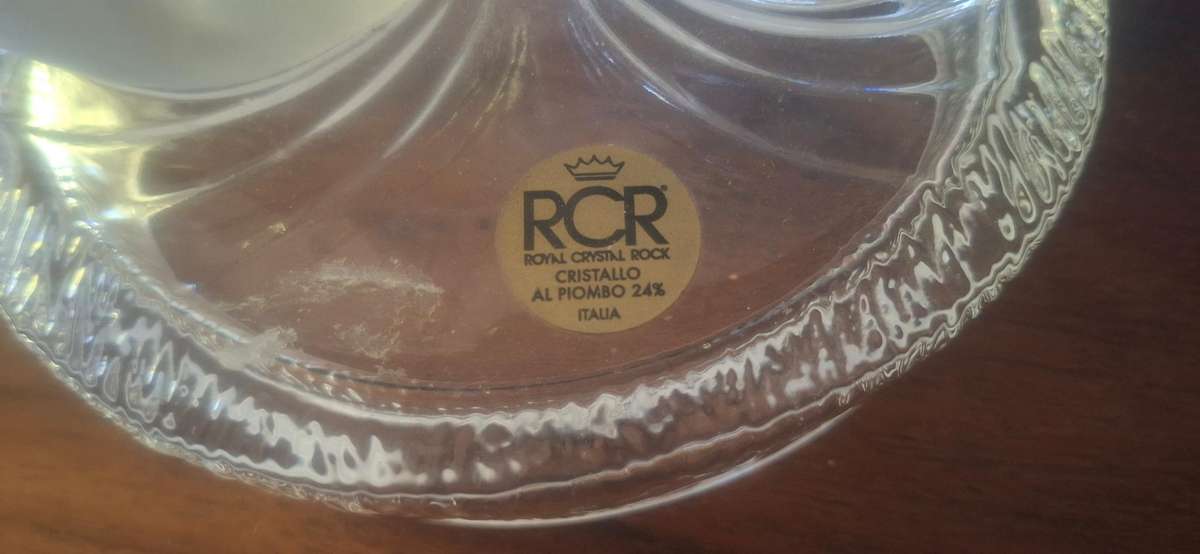 RCR®
ROYAL CRYSTAL ROCK
CRISTALLO
AL PIOMBO 24%
ITALIA